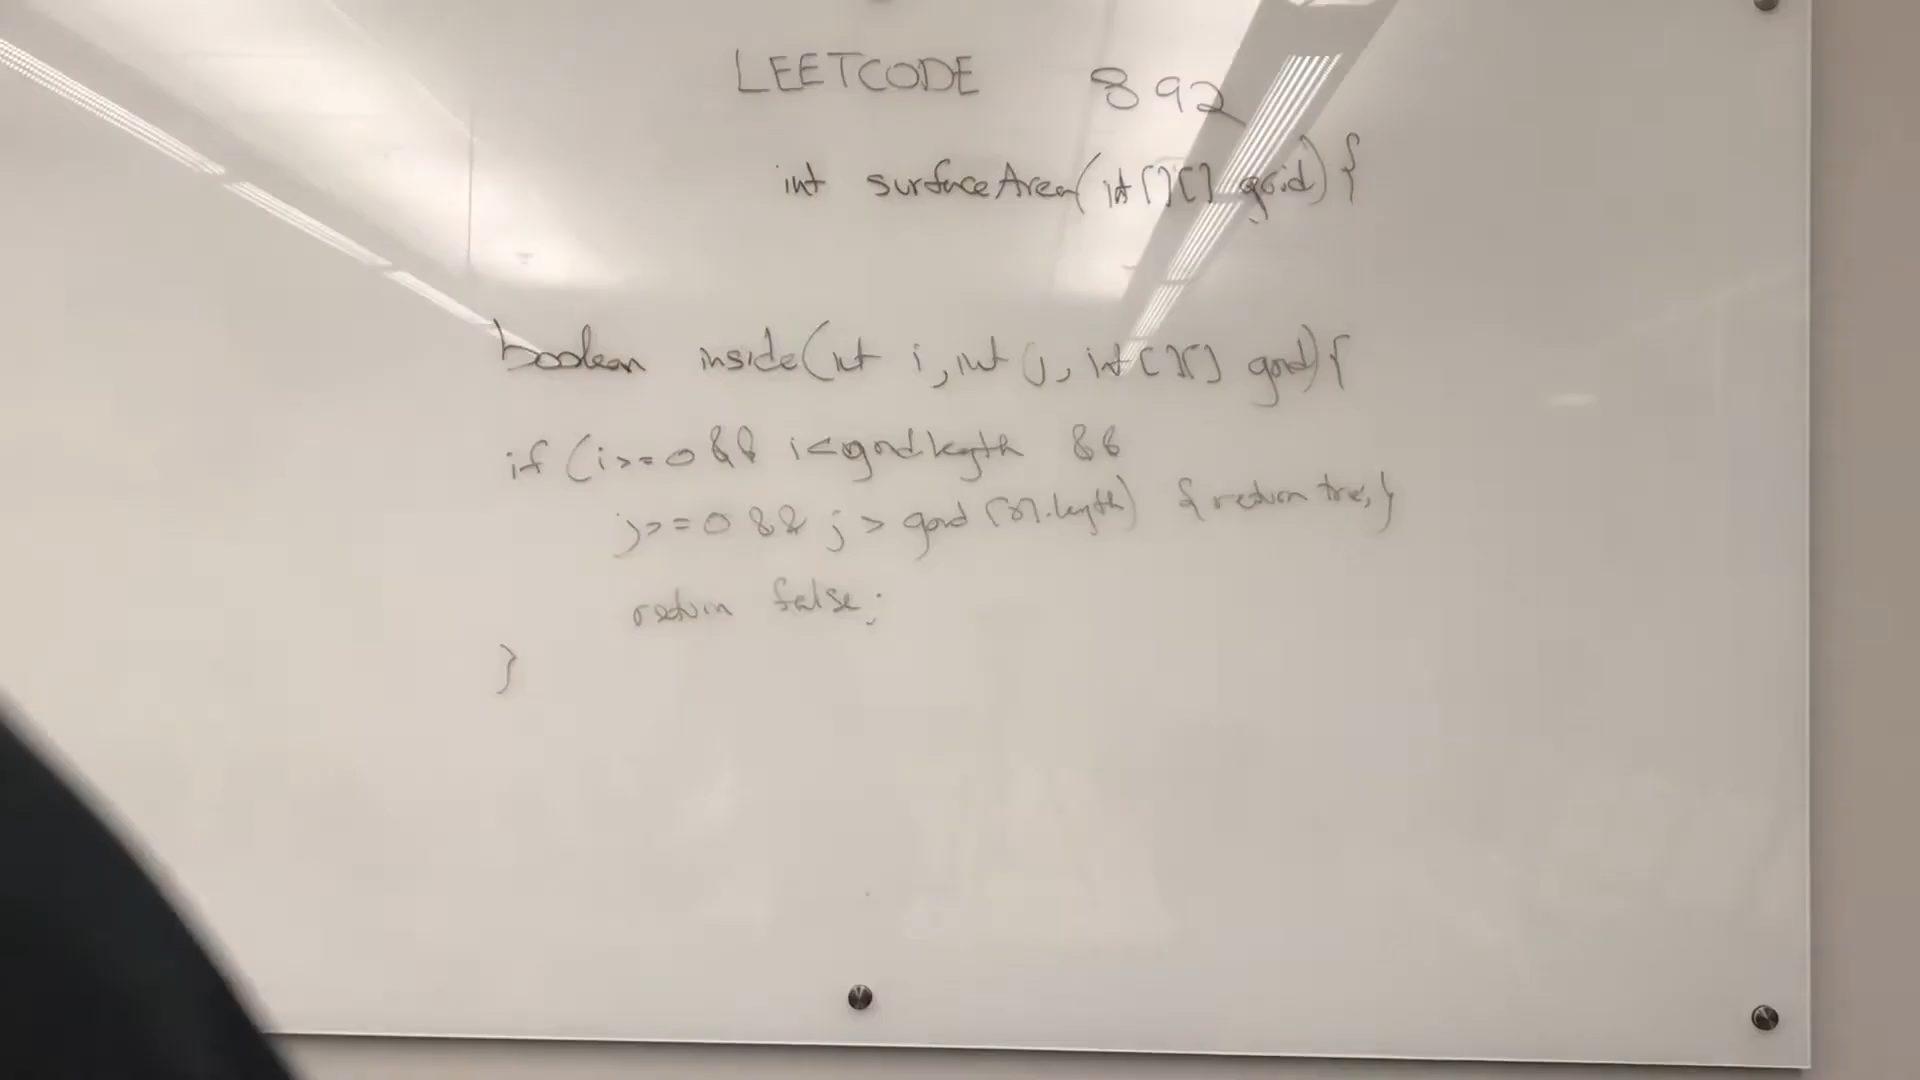 LEETCODE 892
int surfaceArea(int[][] grid) {
boolean inside(int i, int j, int[][] grid) {
if (i >= 0 && i < grid.length &&
j >= 0 && j > grid[0].length) { return true; }
return false;
}